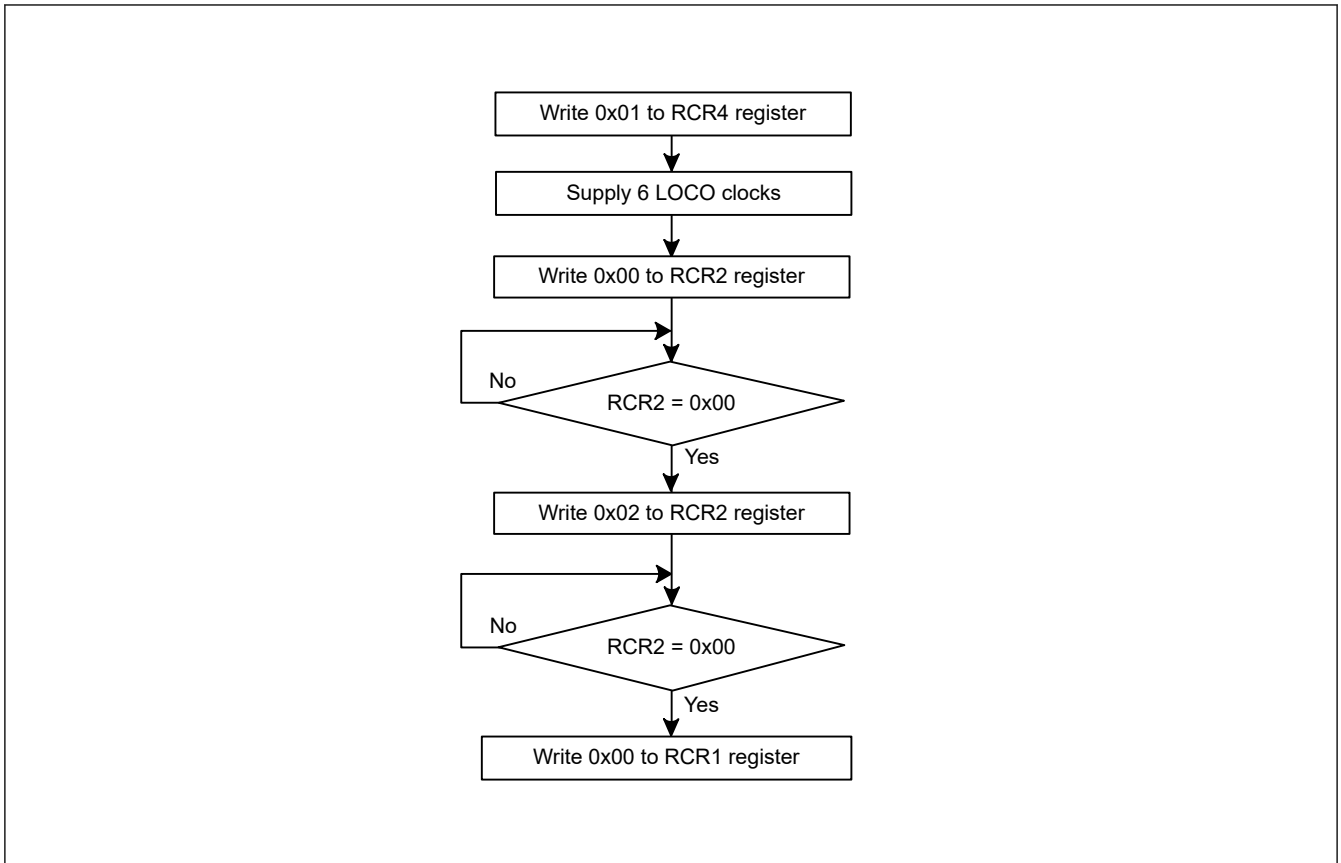 Write 0x01 to RCR4 register
Supply 6 LOCO clocks
Write 0x00 to RCR2 register
No
RCR2 = 0x00
Yes
Write 0x02 to RCR2 register
No
RCR2 = 0x00
Yes
Write 0x00 to RCR1 register